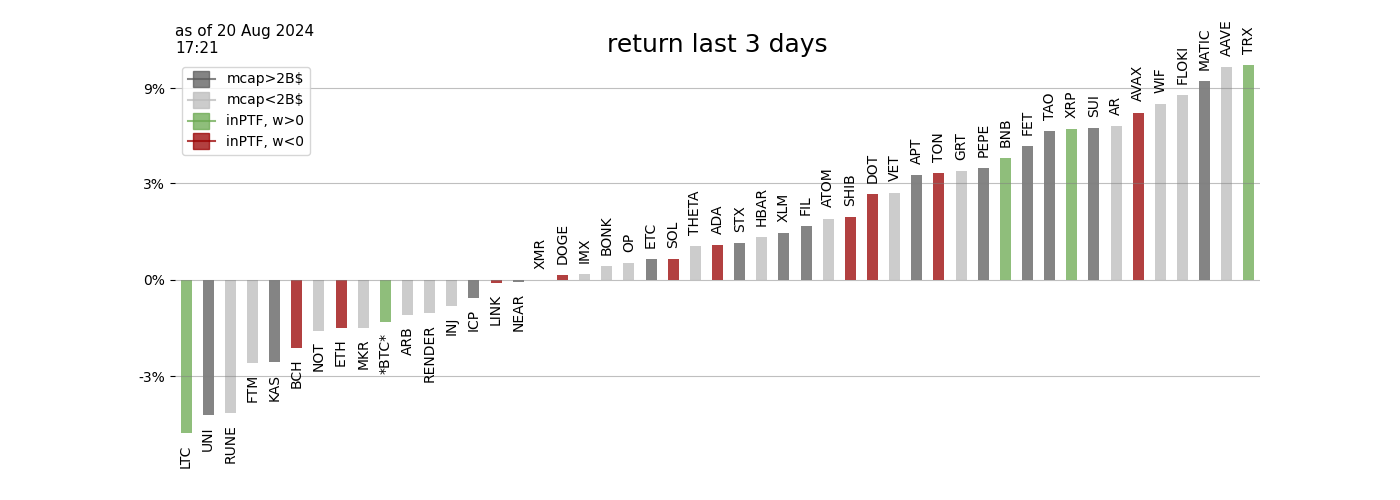 as of 20 Aug 2024
17:21
return last 3 days
mcap>2B$
mcap<2B$
inPTF, w>0
inPTF, w<0
9%
3%
0%
-3%
LTC
UNI
RUNE
FTM
KAS
BCH
NOT
ETH
MKR
*BTC*
ARB
RENDER
INJ
ICP
LINK
NEAR
XMR
DOGE
IMX
BONK
OP
ETC
SOL
THETA
ADA
STX
HBAR
XLM
FIL
ATOM
SHIB
DOT
VET
APT
TON
GRT
PEPE
BNB
FET
TAO
XRP
SUI
AR
AVAX
WIF
FLOKI
MATIC
AAVE
TRX